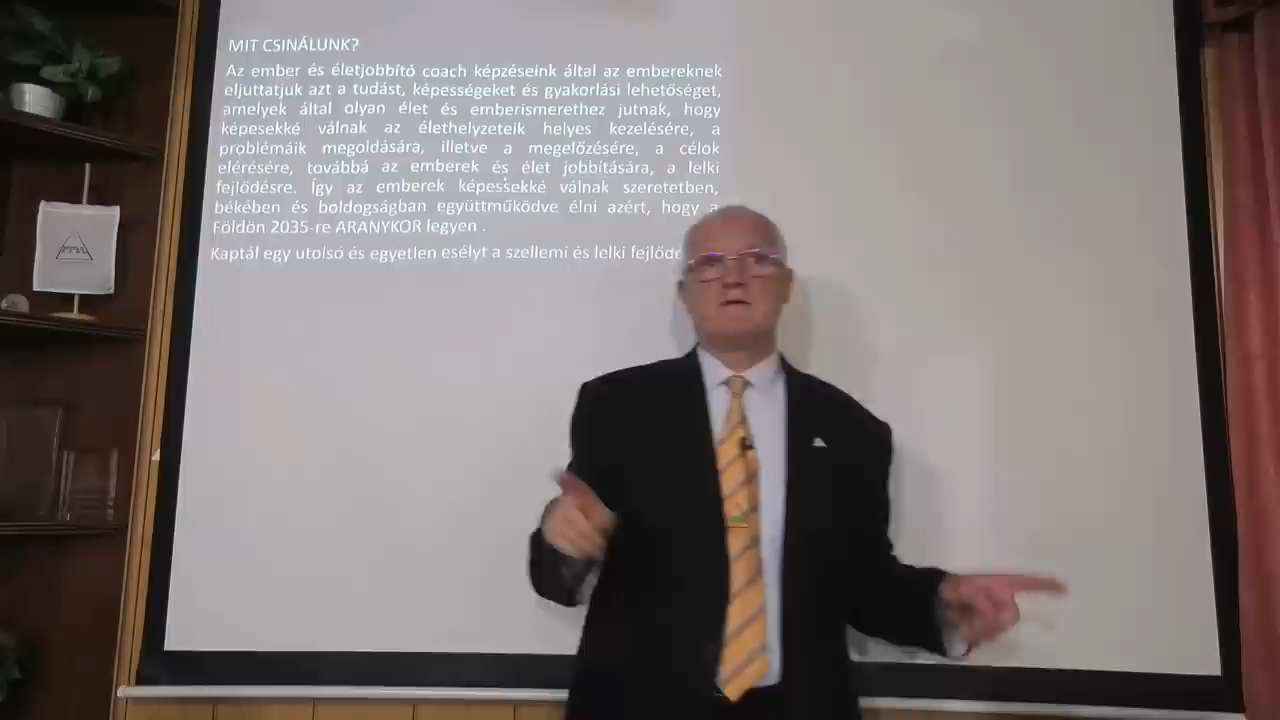 MIT CSINÁLUNK?
Az ember és életjobbító coach képzéseink által az embereknek
eljuttatjuk azt a tudást, képességeket és gyakorlási lehetőséget,
amelyek által olyan élet és emberismerethez jutnak, hogy
képesekké válnak az élethelyzeteik helyes kezelésére, a
problémáik megoldására, illetve a megelőzésére, a célok
elérésére, továbbá az emberek és élet jobbítására, a lelki
fejlődésre. Így az emberek képessekké válnak szeretetben,
békében és boldogságban együttműködve élni azért, hogy a
Földön 2035-re ARANYKOR legyen .
Kaptál egy utolsó és egyetlen esélyt a szellemi és lelki